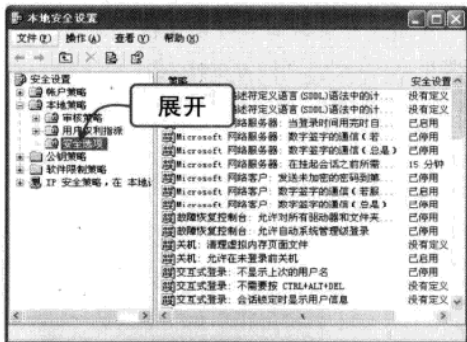 本地安全设置
文件(F) 操作(A) 查看(V) 帮助(H)
安全设置
帐户策略
本地策略
审核策略
用户权利指派
安全选项
公钥策略
软件限制策略
IP 安全策略，在 本地
展开
策略 安全设置
述符定义语言(SDDL)语法中的计... 没有定义
述符定义语言(SDDL)语法中的计... 没有定义
网络服务器: 当登录时间用完时自... 已启用
Microsoft 网络服务器: 数字签字的通信(若... 已停用
Microsoft 网络服务器: 数字签字的通信(总是) 已停用
Microsoft 网络服务器: 在挂起会话之前所需... 15 分钟
Microsoft 网络客户: 发送未加密的密码到第... 已停用
Microsoft 网络客户: 数字签字的通信(若服... 已启用
Microsoft 网络客户: 数字签字的通信(总是) 已停用
故障恢复控制台: 允许对所有驱动器和文件夹... 已停用
故障恢复控制台: 允许自动系统管理级登录 已停用
关机: 清理虚拟内存页面文件 没有定义
关机: 允许在未登录前关机 已启用
交互式登录: 不显示上次的用户名 已停用
交互式登录: 不需要按 CTRL+ALT+DEL 没有定义
交互式登录: 会话锁定时显示用户信息 没有定义